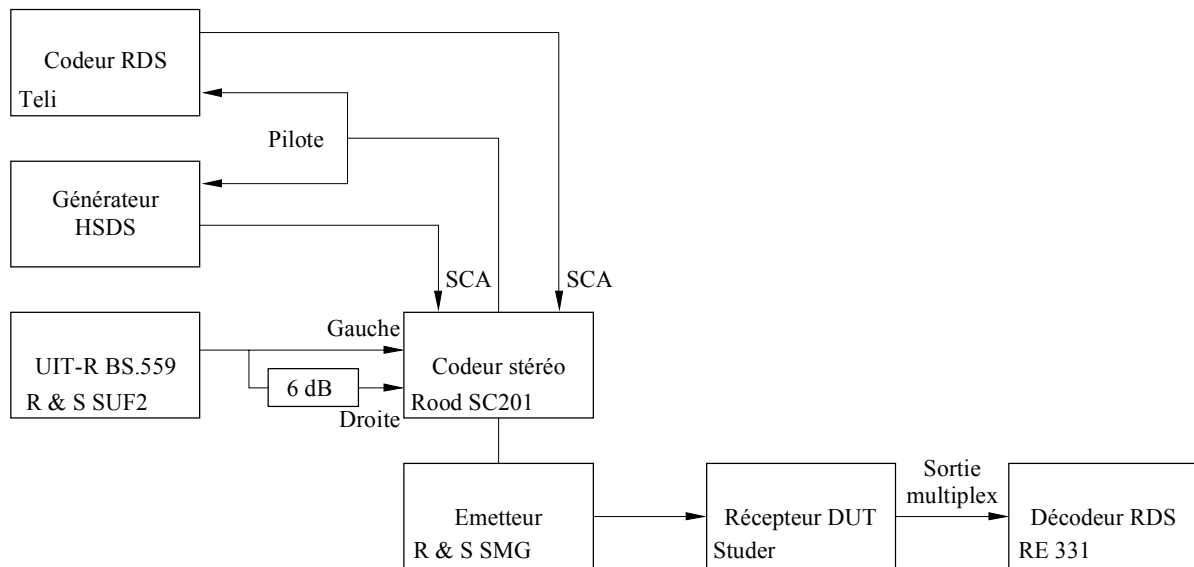 Codeur RDS
Teli
Pilote
Générateur
HSDS
SCA
SCA
UIT-R BS.559
R & S SUF2
Gauche
6 dB
Droite
Codeur stéréo
Rood SC201
Emetteur
R & S SMG
Récepteur DUT
Studer
Sortie
multiplex
Décodeur RDS
RE 331